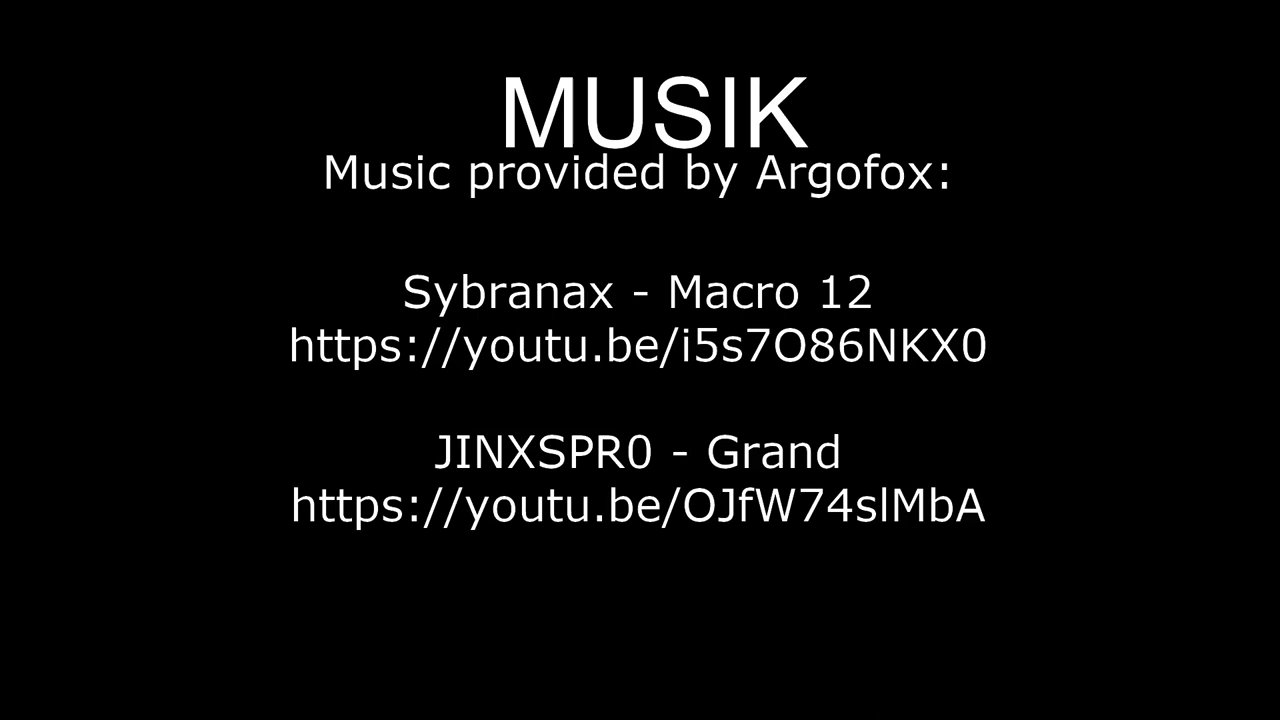 MUSIK
Music provided by Argofox:
Sybranax - Macro 12
https://youtu.be/i5s7O86NKX0
JINXSPR0 - Grand
https://youtu.be/OJfW74slMbA